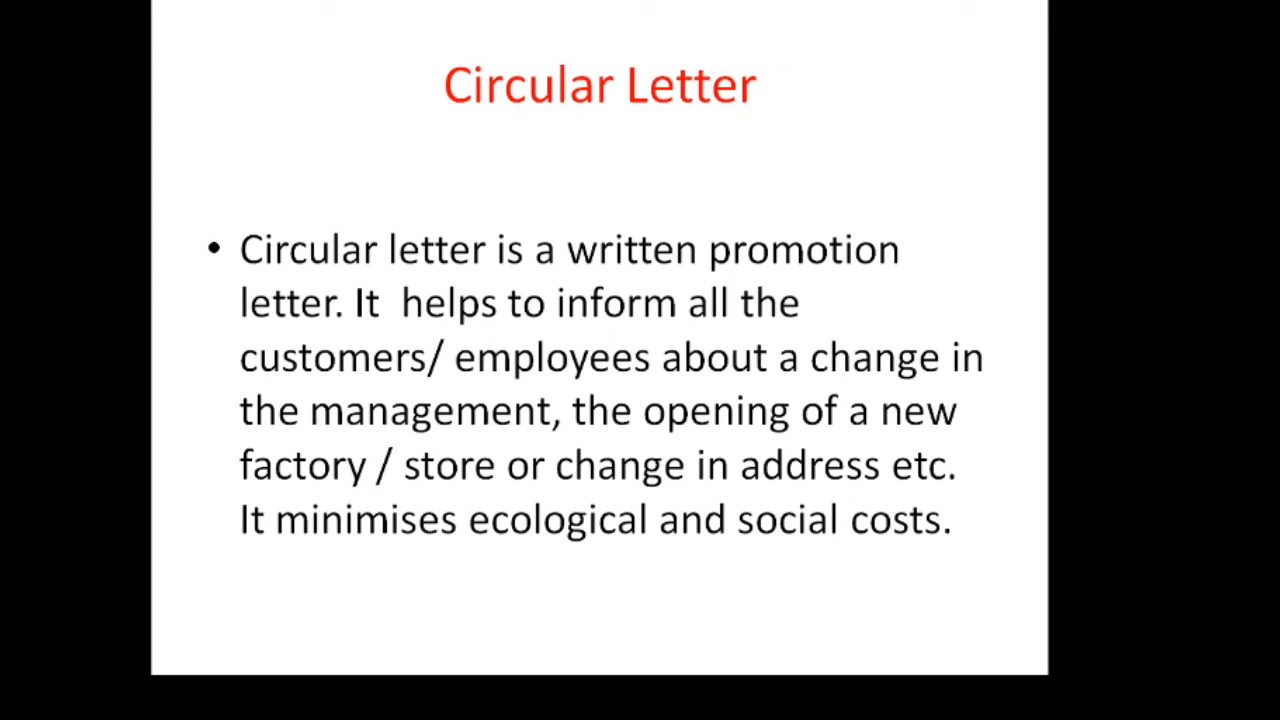 Circular Letter
• Circular letter is a written promotion
letter. It  helps to inform all the
customers/ employees about a change in
the management, the opening of a new
factory / store or change in address etc.
It minimises ecological and social costs.